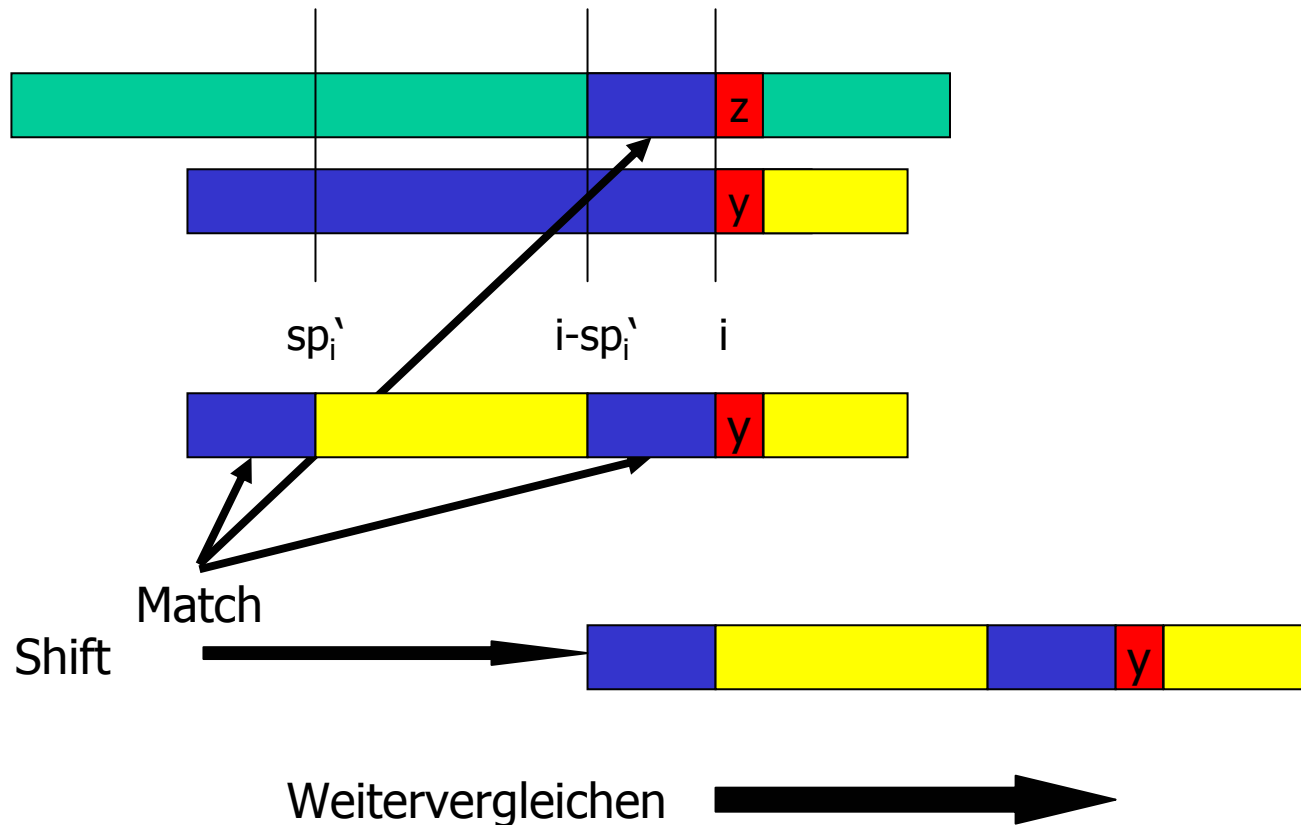 z
y
spᵢ‘ i-spᵢ‘ i
y
Match
Shift
y
Weitervergleichen